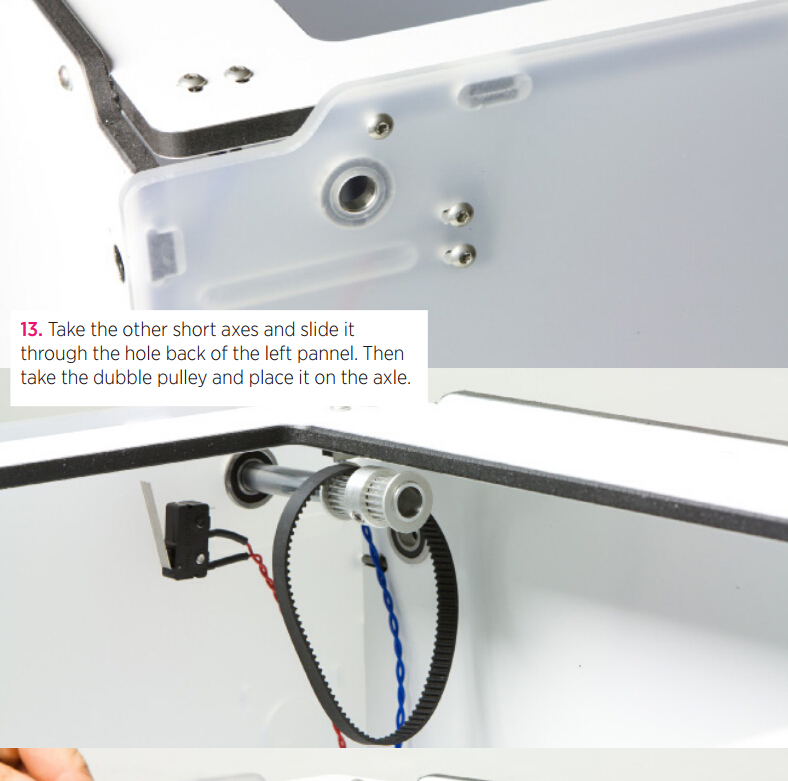 13. Take the other short axes and slide it
through the hole back of the left pannel. Then
take the dubble pulley and place it on the axle.